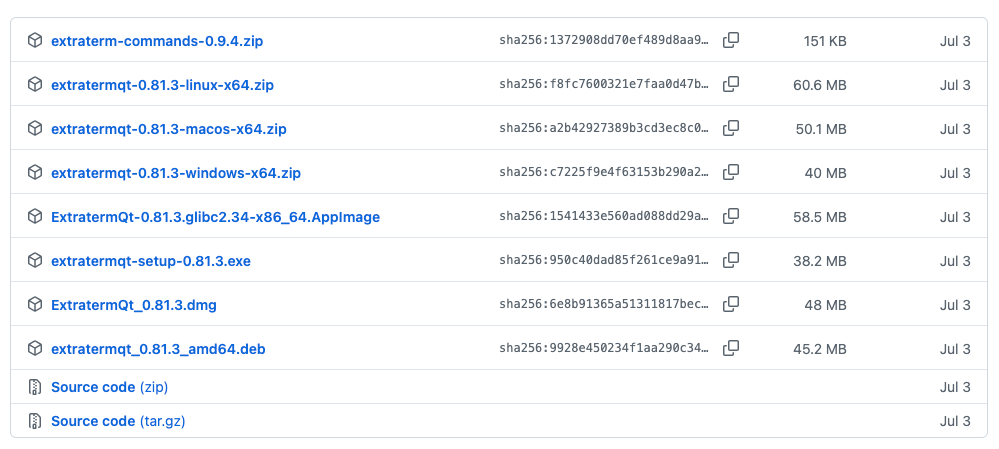 extraterm-commands-0.9.4.zip sha256:1372908dd70ef489d8aa9… 151 KB Jul 3
extratermqt-0.81.3-linux-x64.zip sha256:f8fc7600321e7faa0d47b… 60.6 MB Jul 3
extratermqt-0.81.3-macos-x64.zip sha256:a2b42927389b3cd3ec8c0… 50.1 MB Jul 3
extratermqt-0.81.3-windows-x64.zip sha256:c7225f9e4f63153b290a2… 40 MB Jul 3
ExtratermQt-0.81.3.glibc2.34-x86_64.AppImage sha256:1541433e560ad088dd29a… 58.5 MB Jul 3
extratermqt-setup-0.81.3.exe sha256:950c40dad85f261ce9a91… 38.2 MB Jul 3
ExtratermQt_0.81.3.dmg sha256:6e8b91365a51311817bec… 48 MB Jul 3
extratermqt_0.81.3_amd64.deb sha256:9928e450234f1aa290c34… 45.2 MB Jul 3
Source code (zip) Jul 3
Source code (tar.gz) Jul 3